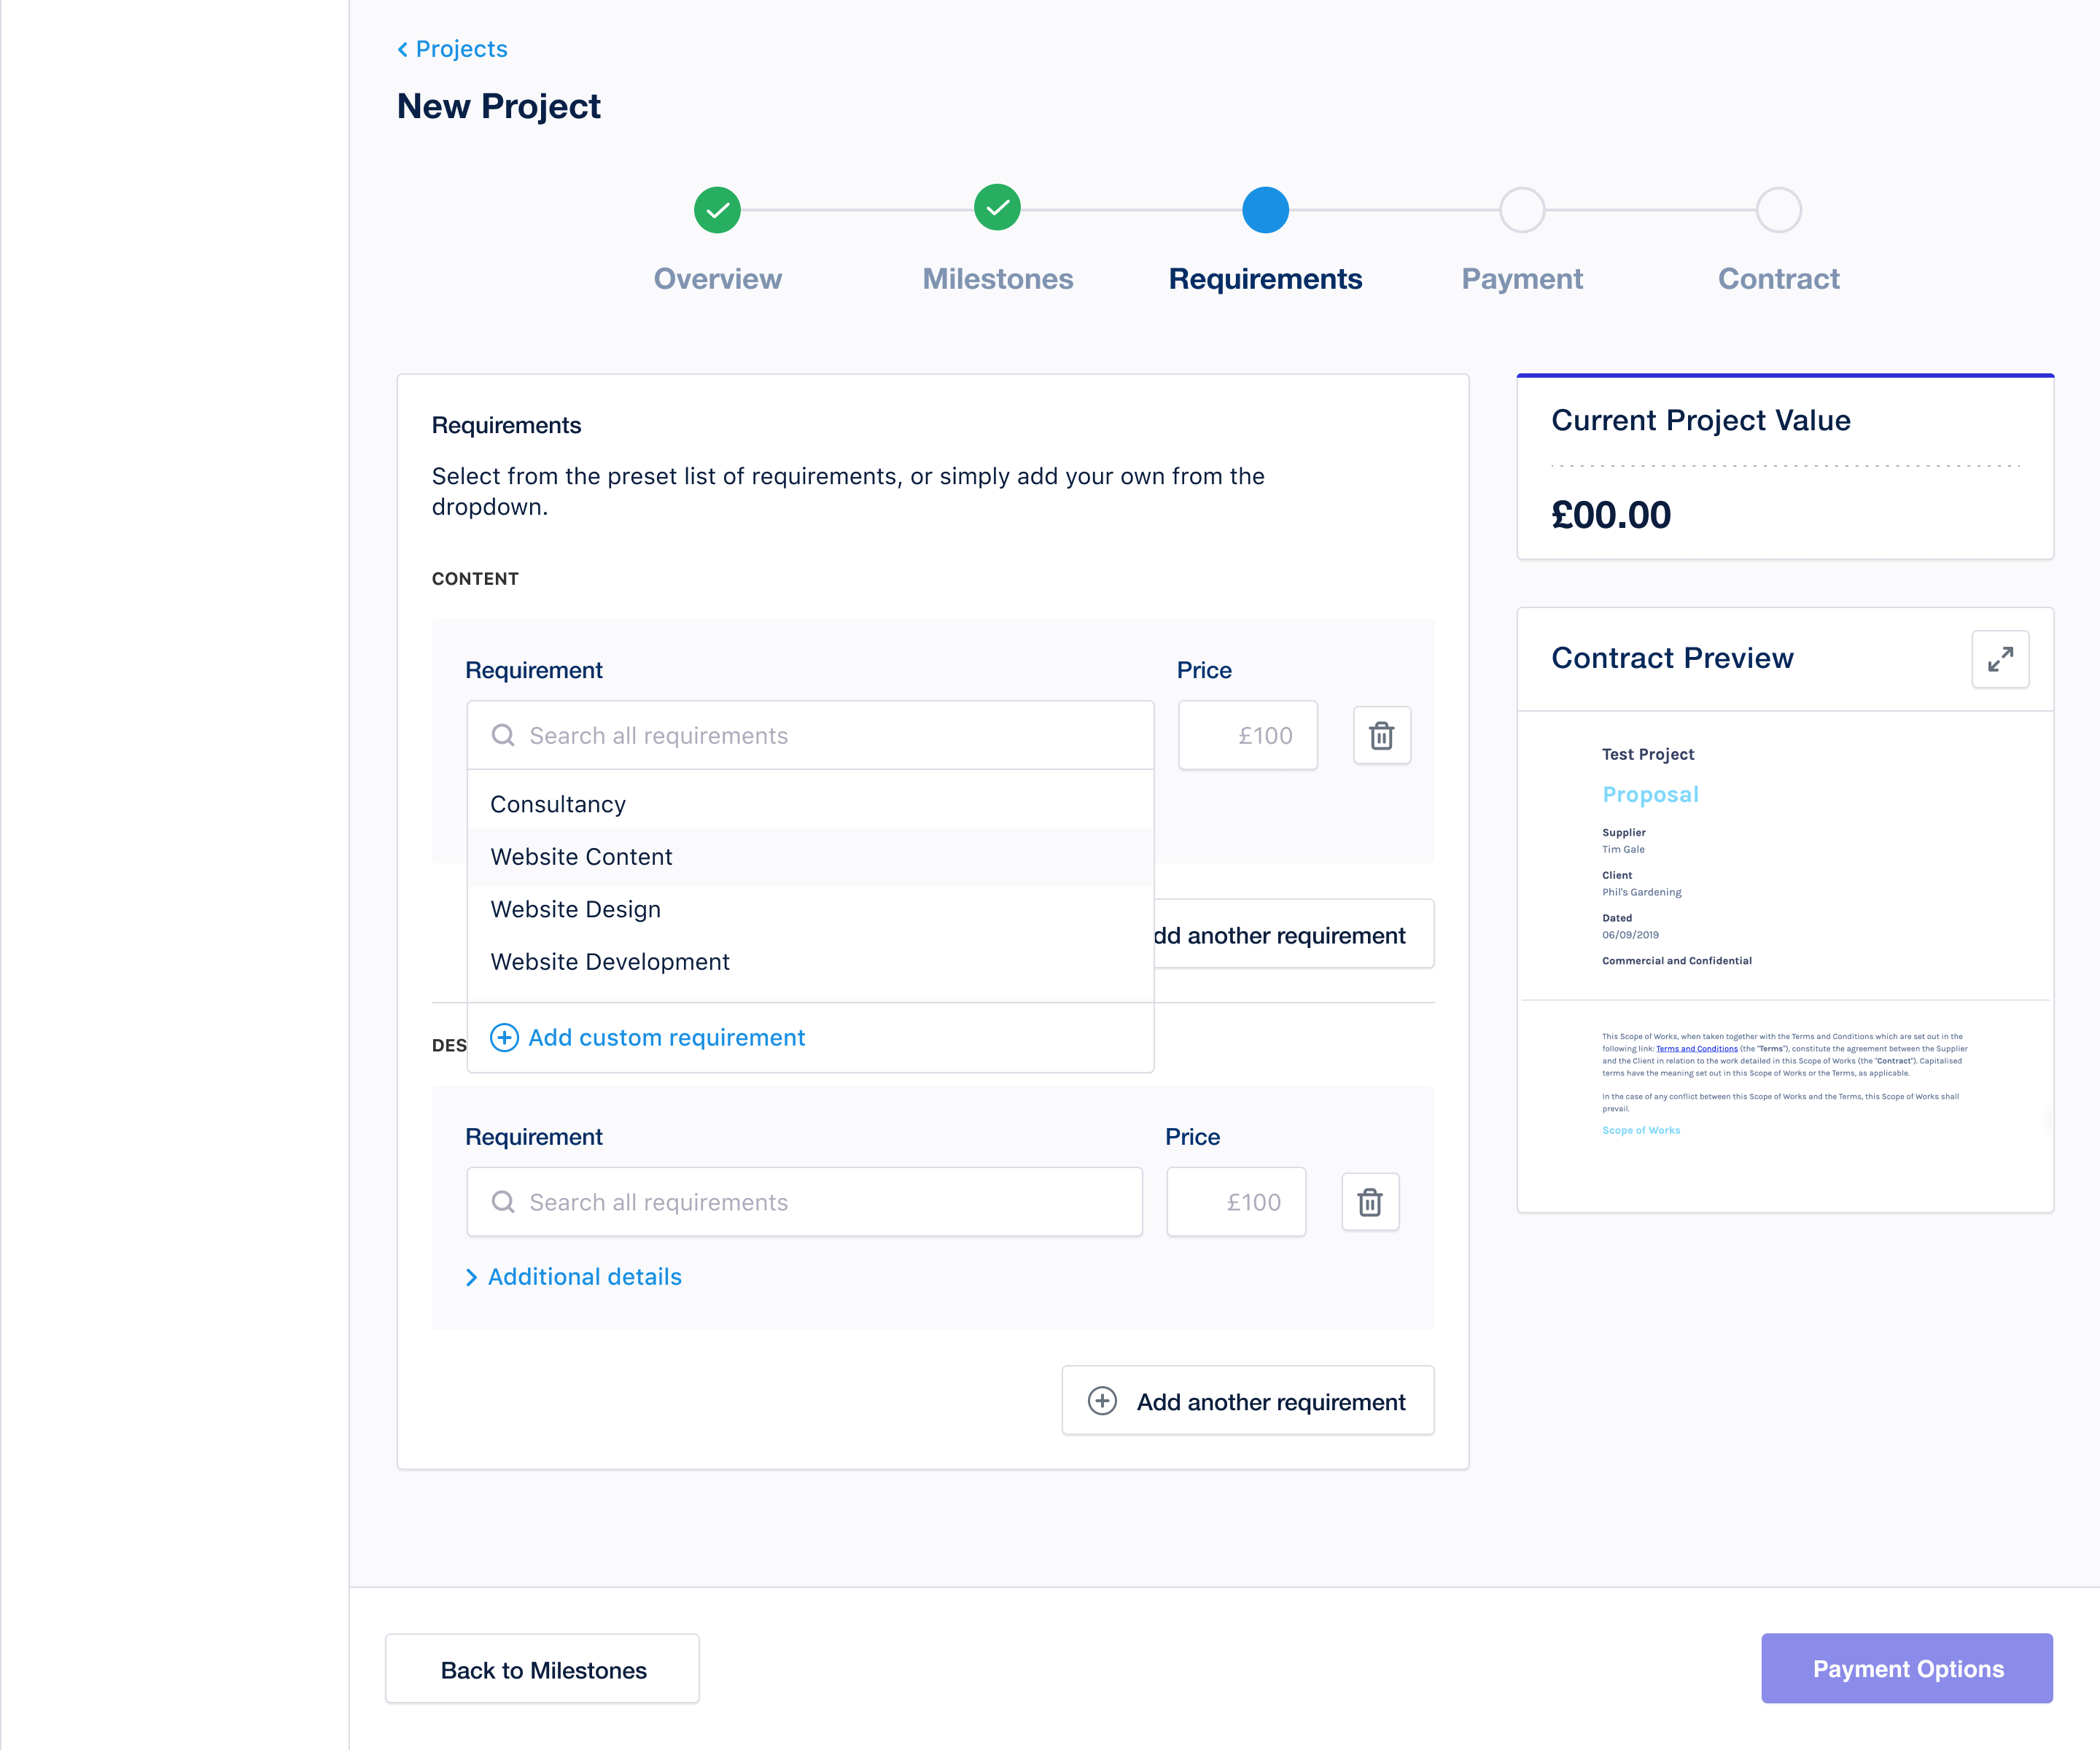 Projects
New Project
Overview
Milestones
Requirements
Payment
Contract
Requirements
Select from the preset list of requirements, or simply add your own from the
dropdown.
CONTENT
Requirement
Price
Search all requirements
£100
Consultancy
Website Content
Website Design
Website Development
dd another requirement
Add custom requirement
DES
Requirement
Price
Search all requirements
£100
Additional details
Add another requirement
Current Project Value
£00.00
Contract Preview
Test Project
Proposal
Supplier
Tim Gale
Client
Phil's Gardening
Dated
06/09/2019
Commercial and Confidential
This Scope of Works, when taken together with the Terms and Conditions which are set out in the
following link: Terms and Conditions (the "Terms"), constitute the agreement between the Supplier
and the Client in relation to the work detailed in this Scope of Works (the "Contract"). Capitalised
terms have the meaning set out in this Scope of Works or the Terms, as applicable.
In the case of any conflict between this Scope of Works and the Terms, this Scope of Works shall
prevail.
Scope of Works
Back to Milestones
Payment Options